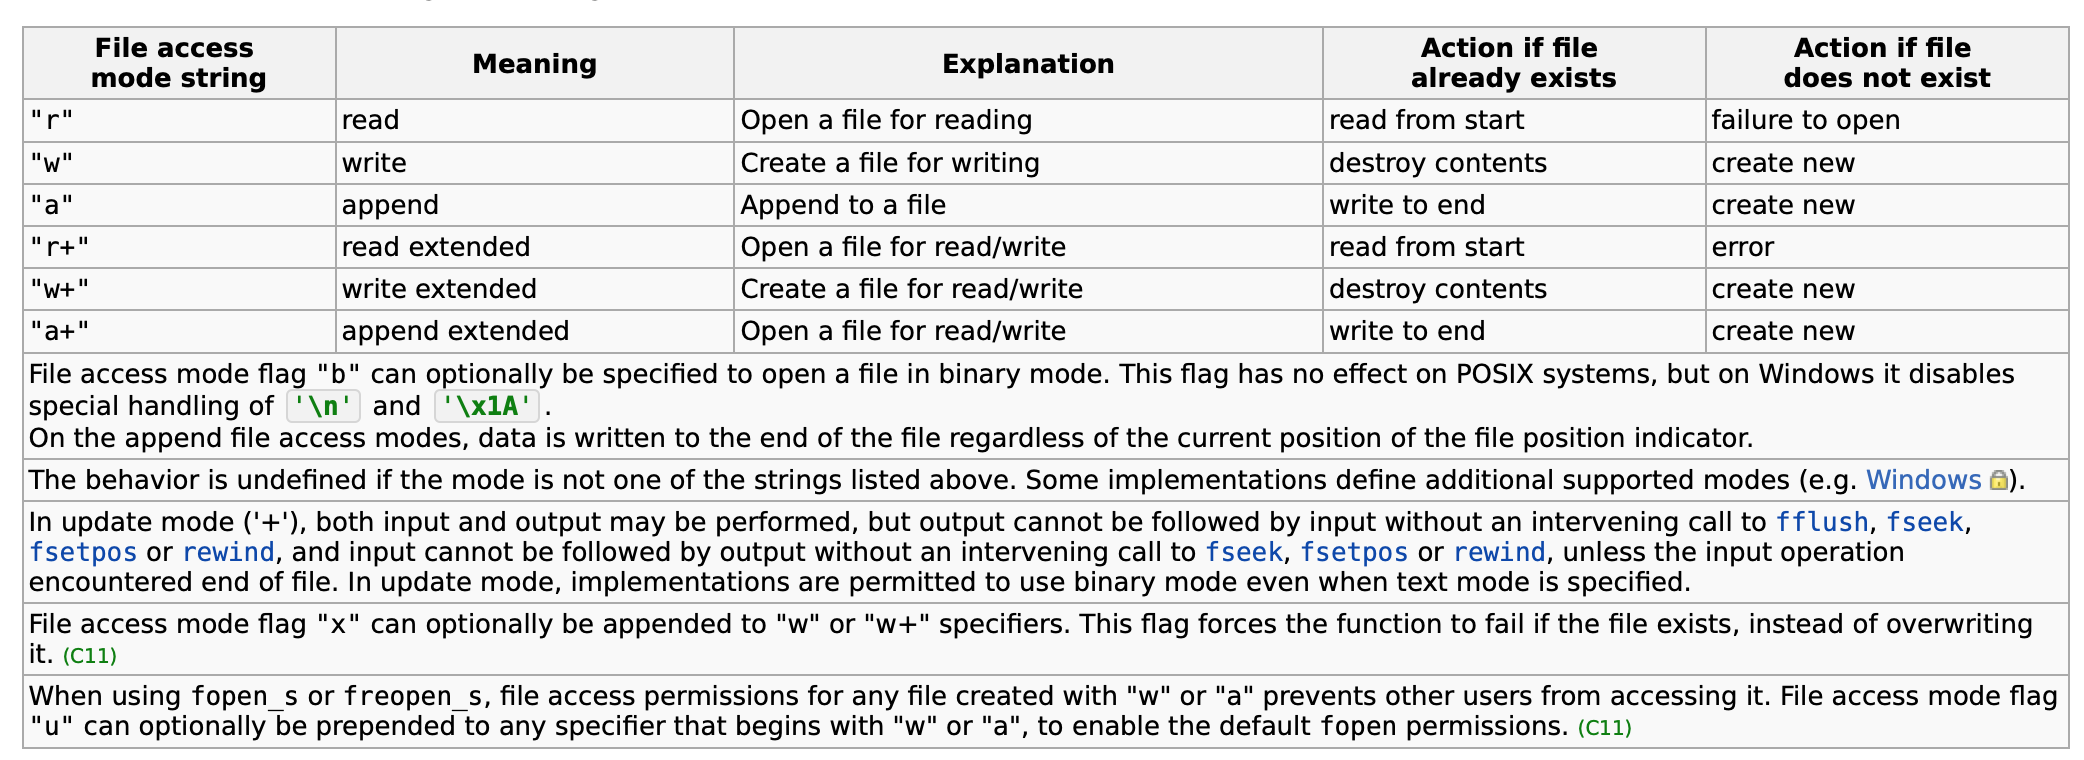 File access
mode string
Meaning
Explanation
Action if file
already exists
Action if file
does not exist
"r" read Open a file for reading read from start failure to open
"w" write Create a file for writing destroy contents create new
"a" append Append to a file write to end create new
"r+" read extended Open a file for read/write read from start error
"w+" write extended Create a file for read/write destroy contents create new
"a+" append extended Open a file for read/write write to end create new
File access mode flag "b" can optionally be specified to open a file in binary mode. This flag has no effect on POSIX systems, but on Windows it disables
special handling of '\n' and '\x1A'.
On the append file access modes, data is written to the end of the file regardless of the current position of the file position indicator.
The behavior is undefined if the mode is not one of the strings listed above. Some implementations define additional supported modes (e.g. Windows).
In update mode ('+'), both input and output may be performed, but output cannot be followed by input without an intervening call to fflush, fseek,
fsetpos or rewind, and input cannot be followed by output without an intervening call to fseek, fsetpos or rewind, unless the input operation
encountered end of file. In update mode, implementations are permitted to use binary mode even when text mode is specified.
File access mode flag "x" can optionally be appended to "w" or "w+" specifiers. This flag forces the function to fail if the file exists, instead of overwriting
it. (C11)
When using fopen_s or freopen_s, file access permissions for any file created with "w" or "a" prevents other users from accessing it. File access mode flag
"u" can optionally be prepended to any specifier that begins with "w" or "a", to enable the default fopen permissions. (C11)